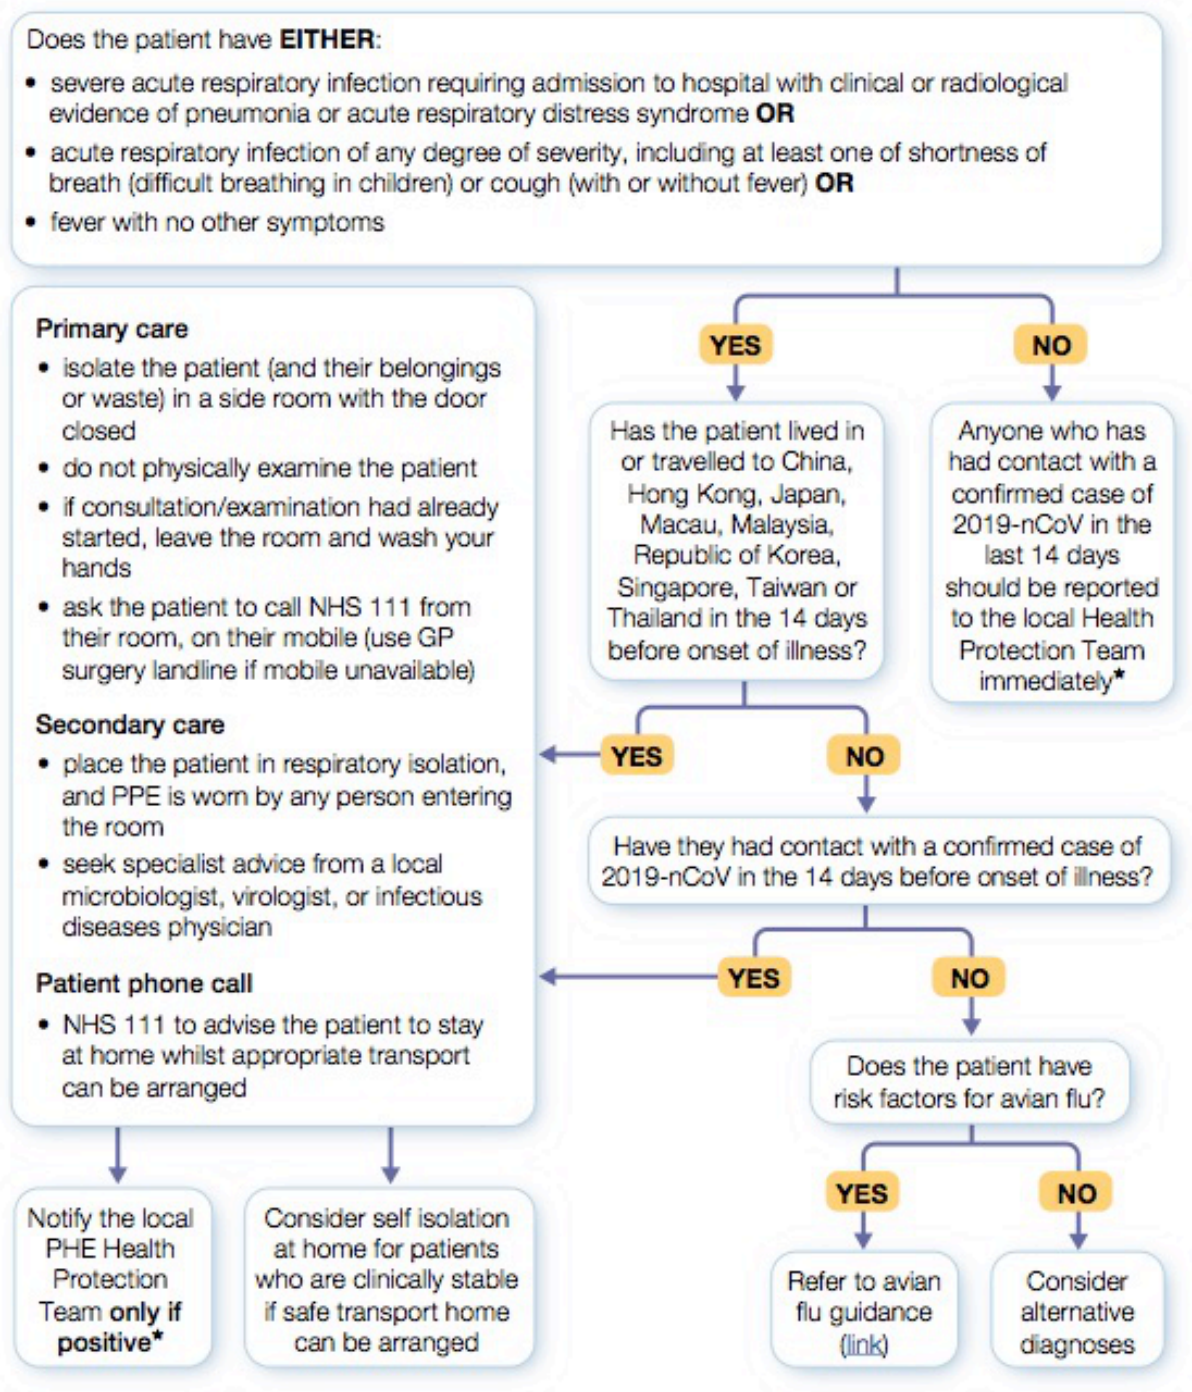 Does the patient have EITHER:
• severe acute respiratory infection requiring admission to hospital with clinical or radiological
evidence of pneumonia or acute respiratory distress syndrome OR
• acute respiratory infection of any degree of severity, including at least one of shortness of
breath (difficult breathing in children) or cough (with or without fever) OR
• fever with no other symptoms
YES
NO
Has the patient lived in
or travelled to China,
Hong Kong, Japan,
Macau, Malaysia,
Republic of Korea,
Singapore, Taiwan or
Thailand in the 14 days
before onset of illness?
Anyone who has
had contact with a
confirmed case of
2019-nCoV in the
last 14 days
should be reported
to the local Health
Protection Team
immediately★
YES
NO
Have they had contact with a confirmed case of
2019-nCoV in the 14 days before onset of illness?
YES
NO
Does the patient have
risk factors for avian flu?
YES
NO
Refer to avian
flu guidance
(link)
Consider
alternative
diagnoses
Primary care
• isolate the patient (and their belongings
or waste) in a side room with the door
closed
• do not physically examine the patient
• if consultation/examination had already
started, leave the room and wash your
hands
• ask the patient to call NHS 111 from
their room, on their mobile (use GP
surgery landline if mobile unavailable)
Secondary care
• place the patient in respiratory isolation,
and PPE is worn by any person entering
the room
• seek specialist advice from a local
microbiologist, virologist, or infectious
diseases physician
Patient phone call
• NHS 111 to advise the patient to stay
at home whilst appropriate transport
can be arranged
Notify the local
PHE Health
Protection
Team only if
positive★
Consider self isolation
at home for patients
who are clinically stable
if safe transport home
can be arranged